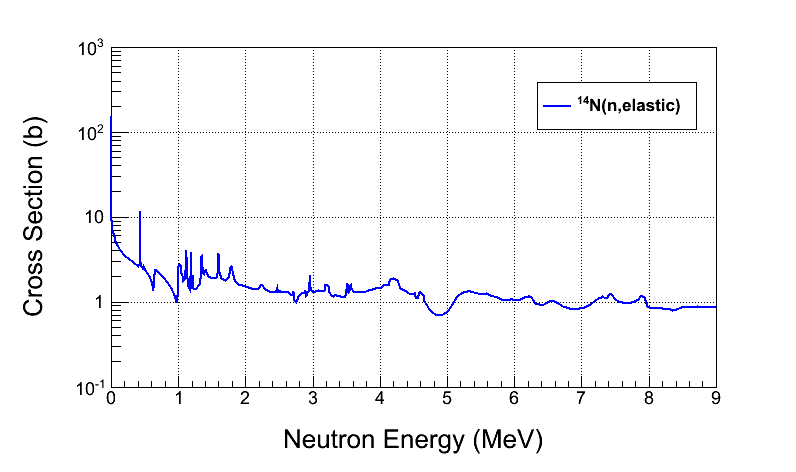 10³
10²
10
1
10⁻¹
Cross Section (b)
¹⁴N(n,elastic)
0 1 2 3 4 5 6 7 8 9
Neutron Energy (MeV)